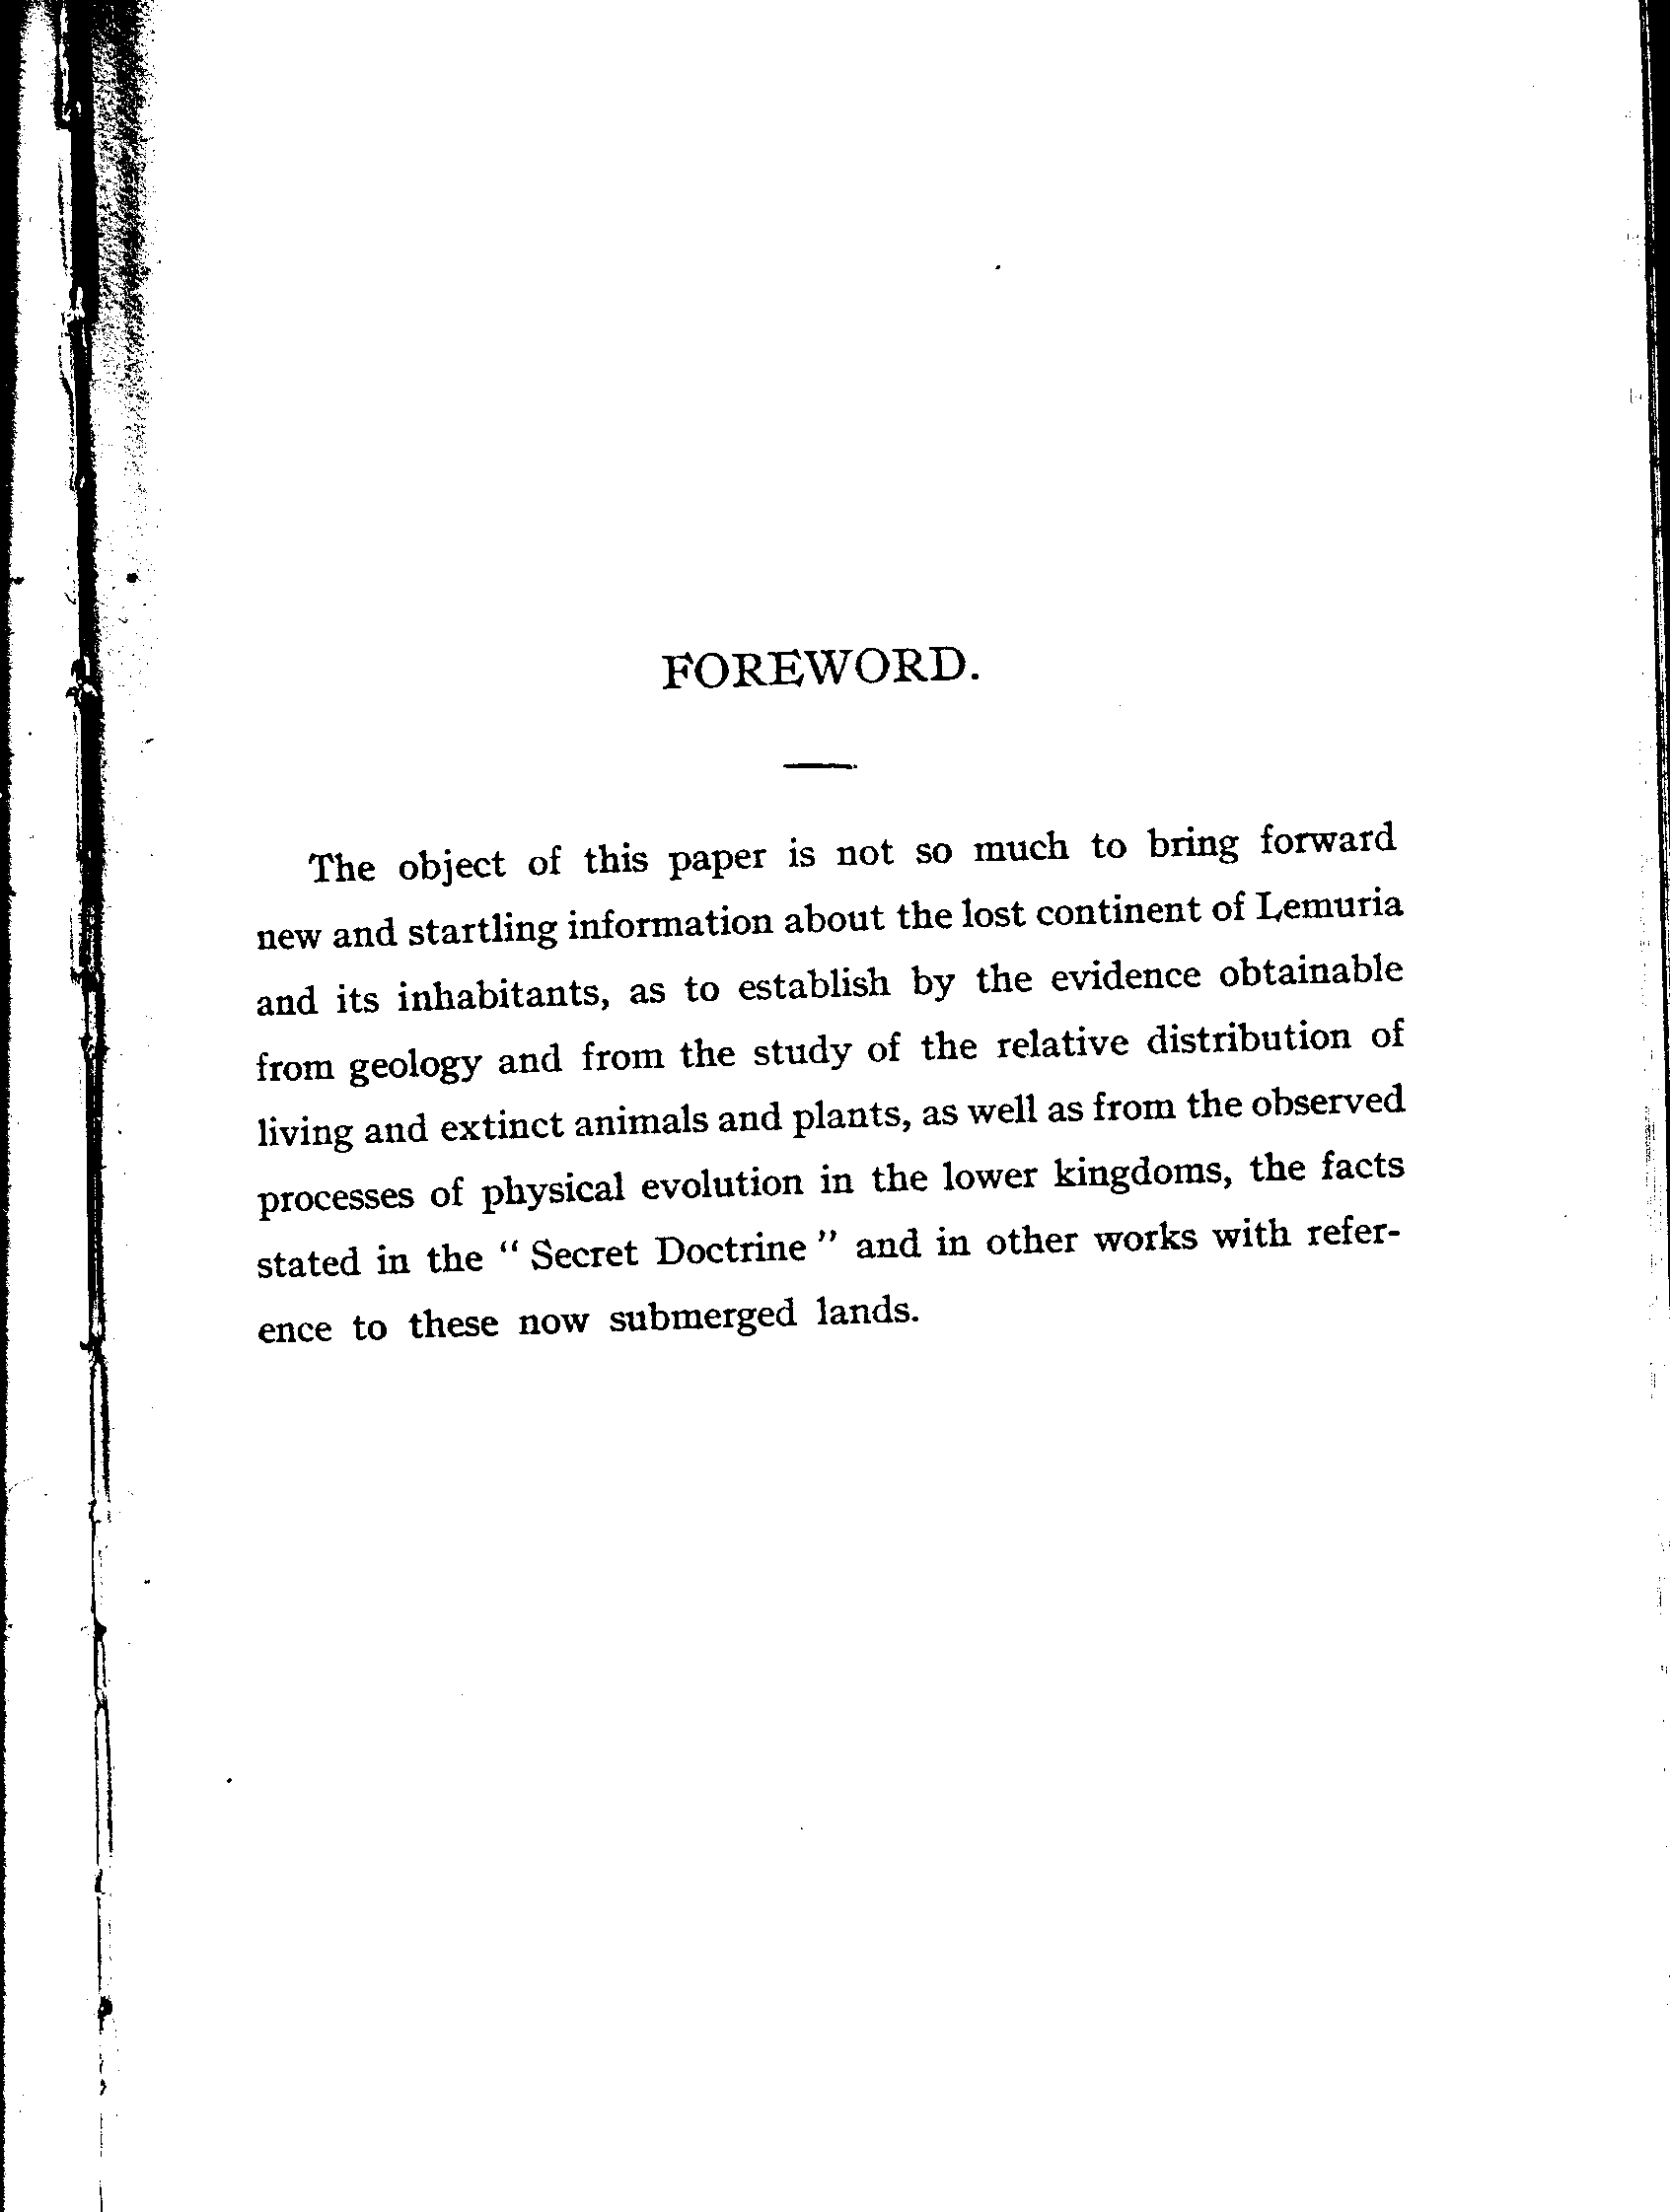 FOREWORD.
The object of this paper is not so much to bring forward
new and startling information about the lost continent of Lemuria
and its inhabitants, as to establish by the evidence obtainable
from geology and from the study of the relative distribution of
living and extinct animals and plants, as well as from the observed
processes of physical evolution in the lower kingdoms, the facts
stated in the “ Secret Doctrine ” and in other works with refer-
ence to these now submerged lands.